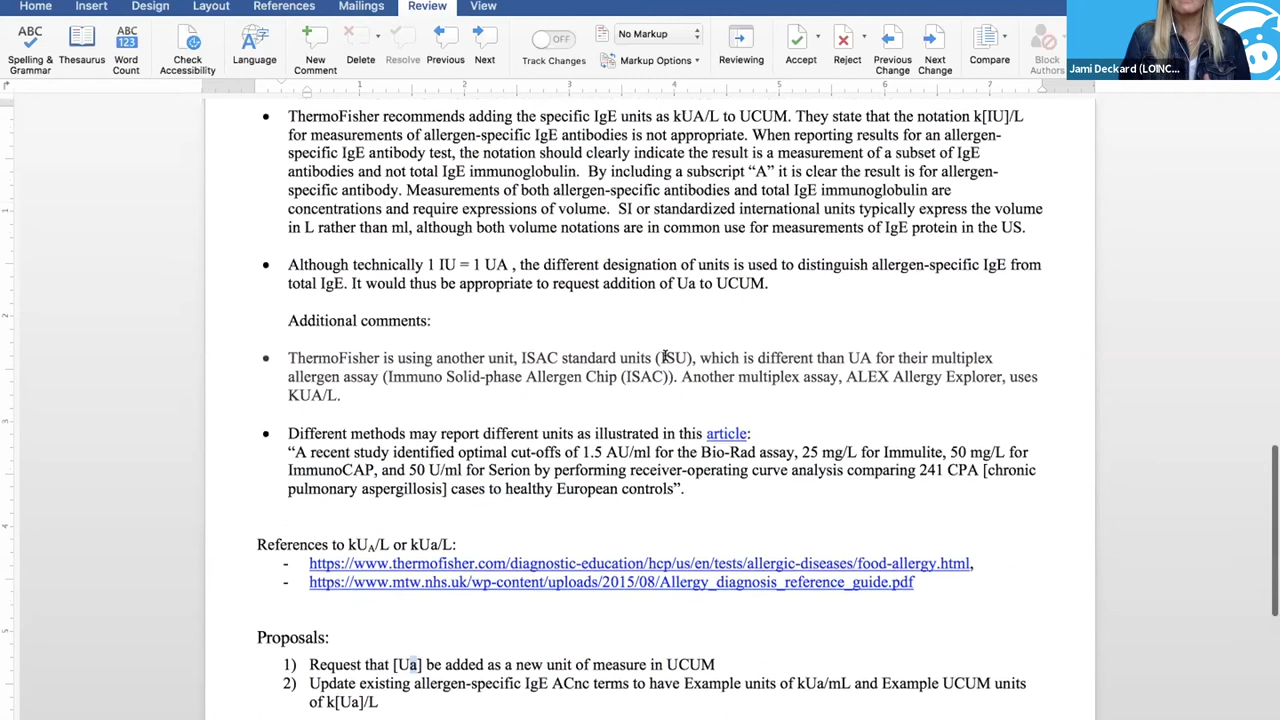 Home Insert Design Layout References Mailings Review View
ABC ABC 123
OFF No Markup
Spelling & Grammar Thesaurus Word Count Check Accessibility Language New Comment Delete Resolve Previous Next Track Changes Markup Options Reviewing Accept Reject Previous Change Next Change Compare Block Authors
Jami Deckard (LOINC...
1 2 3 4 5 6 7
ThermoFisher recommends adding the specific IgE units as kUA/L to UCUM. They state that the notation k[IU]/L
for measurements of allergen-specific IgE antibodies is not appropriate. When reporting results for an allergen-
specific IgE antibody test, the notation should clearly indicate the result is a measurement of a subset of IgE
antibodies and not total IgE immunoglobulin. By including a subscript “A” it is clear the result is for allergen-
specific antibody. Measurements of both allergen-specific antibodies and total IgE immunoglobulin are
concentrations and require expressions of volume. SI or standardized international units typically express the volume
in L rather than ml, although both volume notations are in common use for measurements of IgE protein in the US.
Although technically 1 IU = 1 UA , the different designation of units is used to distinguish allergen-specific IgE from
total IgE. It would thus be appropriate to request addition of Ua to UCUM.
Additional comments:
ThermoFisher is using another unit, ISAC standard units (ISU), which is different than UA for their multiplex
allergen assay (Immuno Solid-phase Allergen Chip (ISAC)). Another multiplex assay, ALEX Allergy Explorer, uses
KUA/L.
Different methods may report different units as illustrated in this article:
“A recent study identified optimal cut-offs of 1.5 AU/ml for the Bio-Rad assay, 25 mg/L for Immulite, 50 mg/L for
ImmunoCAP, and 50 U/ml for Serion by performing receiver-operating curve analysis comparing 241 CPA [chronic
pulmonary aspergillosis] cases to healthy European controls”.
References to kUA/L or kUa/L:
- https://www.thermofisher.com/diagnostic-education/hcp/us/en/tests/allergic-diseases/food-allergy.html,
- https://www.mtw.nhs.uk/wp-content/uploads/2015/08/Allergy_diagnosis_reference_guide.pdf
Proposals:
1) Request that [Ua] be added as a new unit of measure in UCUM
2) Update existing allergen-specific IgE ACnc terms to have Example units of kUa/mL and Example UCUM units
of k[Ua]/L